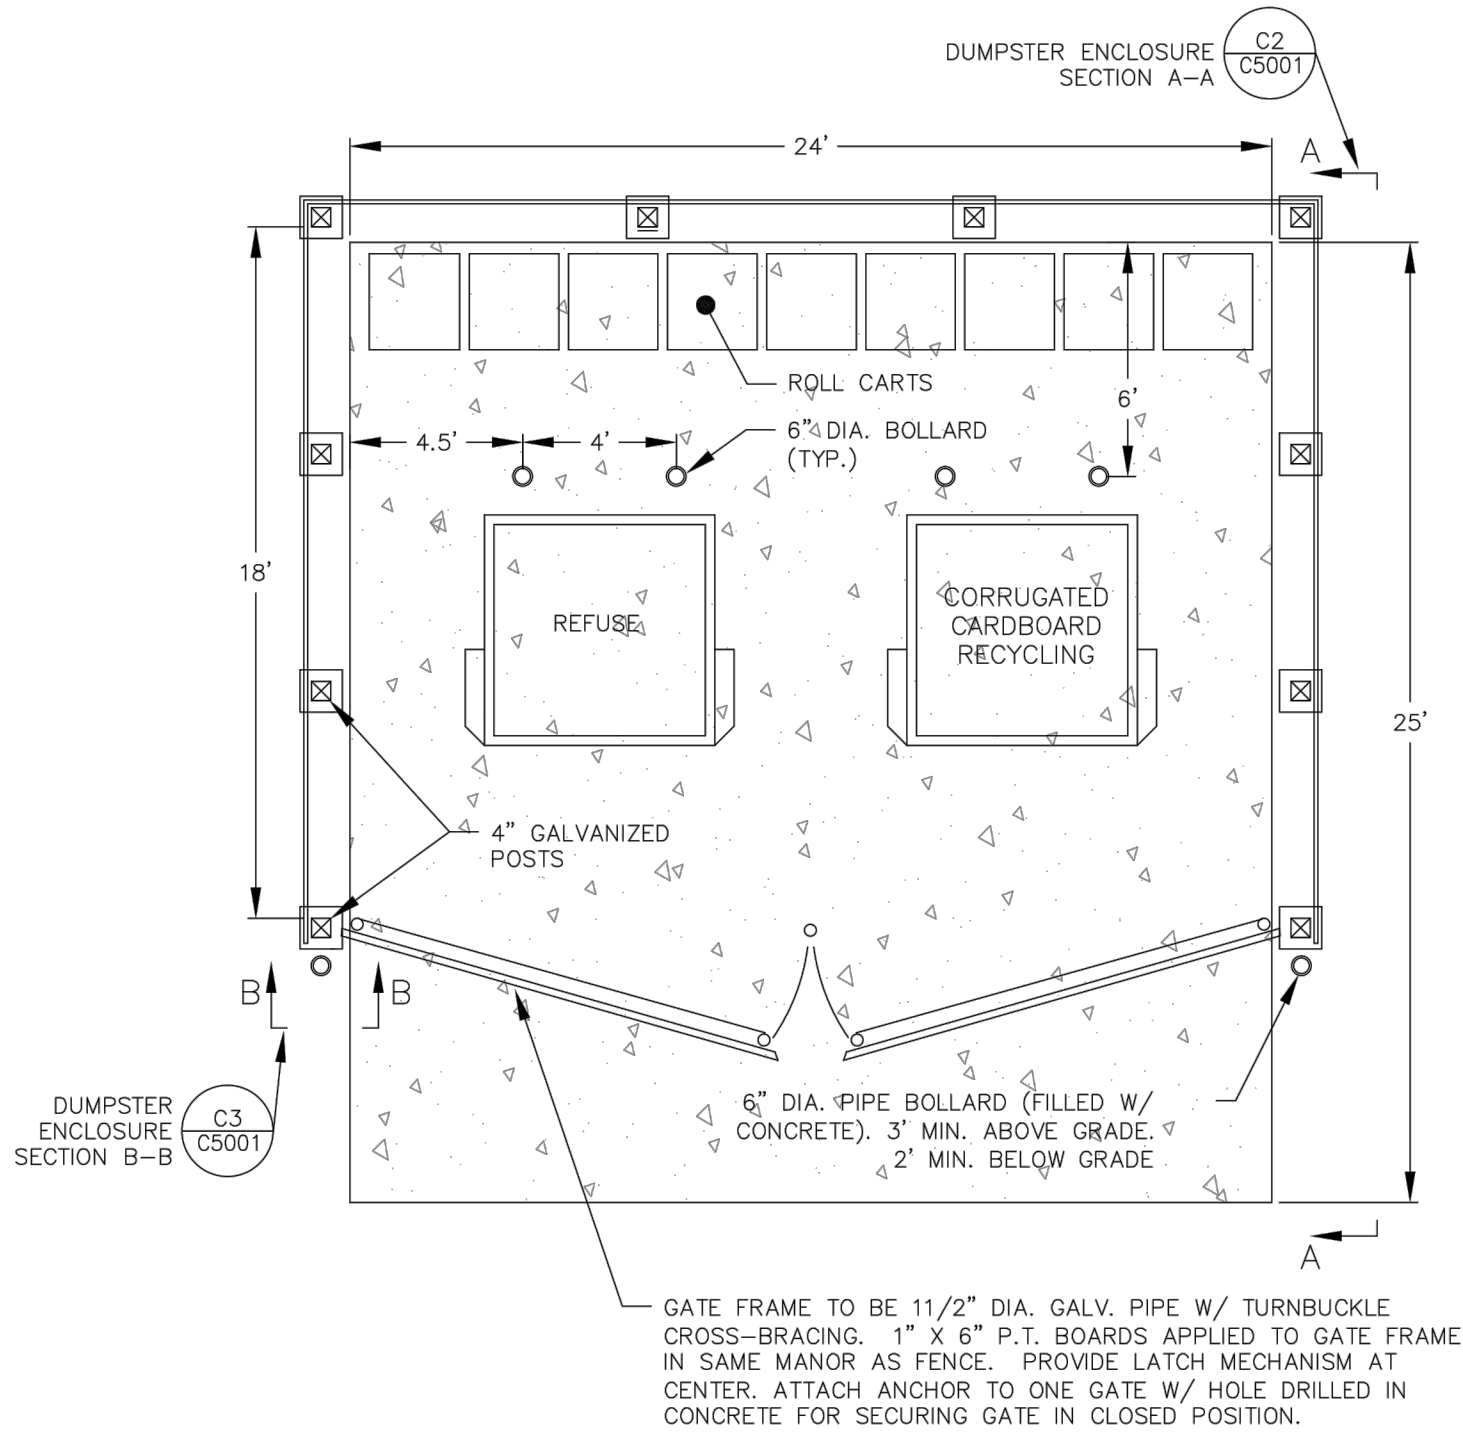 DUMPSTER ENCLOSURE
SECTION A-A
C2
C5001
24'
A
ROLL CARTS
6'
4.5'
4'
6" DIA. BOLLARD
(TYP.)
18'
REFUSE
CORRUGATED
CARDBOARD
RECYCLING
25'
4" GALVANIZED
POSTS
B
B
DUMPSTER
ENCLOSURE
SECTION B-B
C3
C5001
6" DIA. PIPE BOLLARD (FILLED W/
CONCRETE). 3' MIN. ABOVE GRADE.
2' MIN. BELOW GRADE
A
GATE FRAME TO BE 11/2" DIA. GALV. PIPE W/ TURNBUCKLE
CROSS-BRACING. 1" X 6" P.T. BOARDS APPLIED TO GATE FRAME
IN SAME MANOR AS FENCE. PROVIDE LATCH MECHANISM AT
CENTER. ATTACH ANCHOR TO ONE GATE W/ HOLE DRILLED IN
CONCRETE FOR SECURING GATE IN CLOSED POSITION.